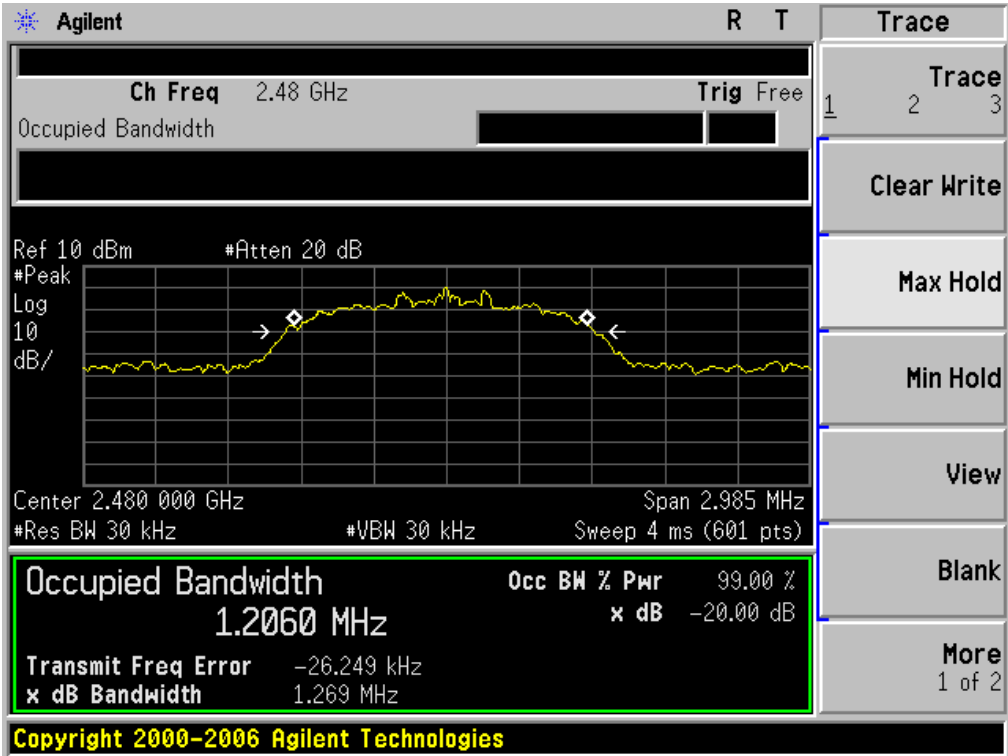 Agilent R T
Ch Freq 2.48 GHz Trig Free
Occupied Bandwidth
Ref 10 dBm #Atten 20 dB
#Peak
Log
10
dB/
Center 2.480 000 GHz Span 2.985 MHz
#Res BW 30 kHz #VBW 30 kHz Sweep 4 ms (601 pts)
Occupied Bandwidth Occ BW % Pwr 99.00 %
1.2060 MHz x dB -20.00 dB
Transmit Freq Error -26.249 kHz
x dB Bandwidth 1.269 MHz
Copyright 2000-2006 Agilent Technologies
Trace
Trace
1 2 3
Clear Write
Max Hold
Min Hold
View
Blank
More
1 of 2